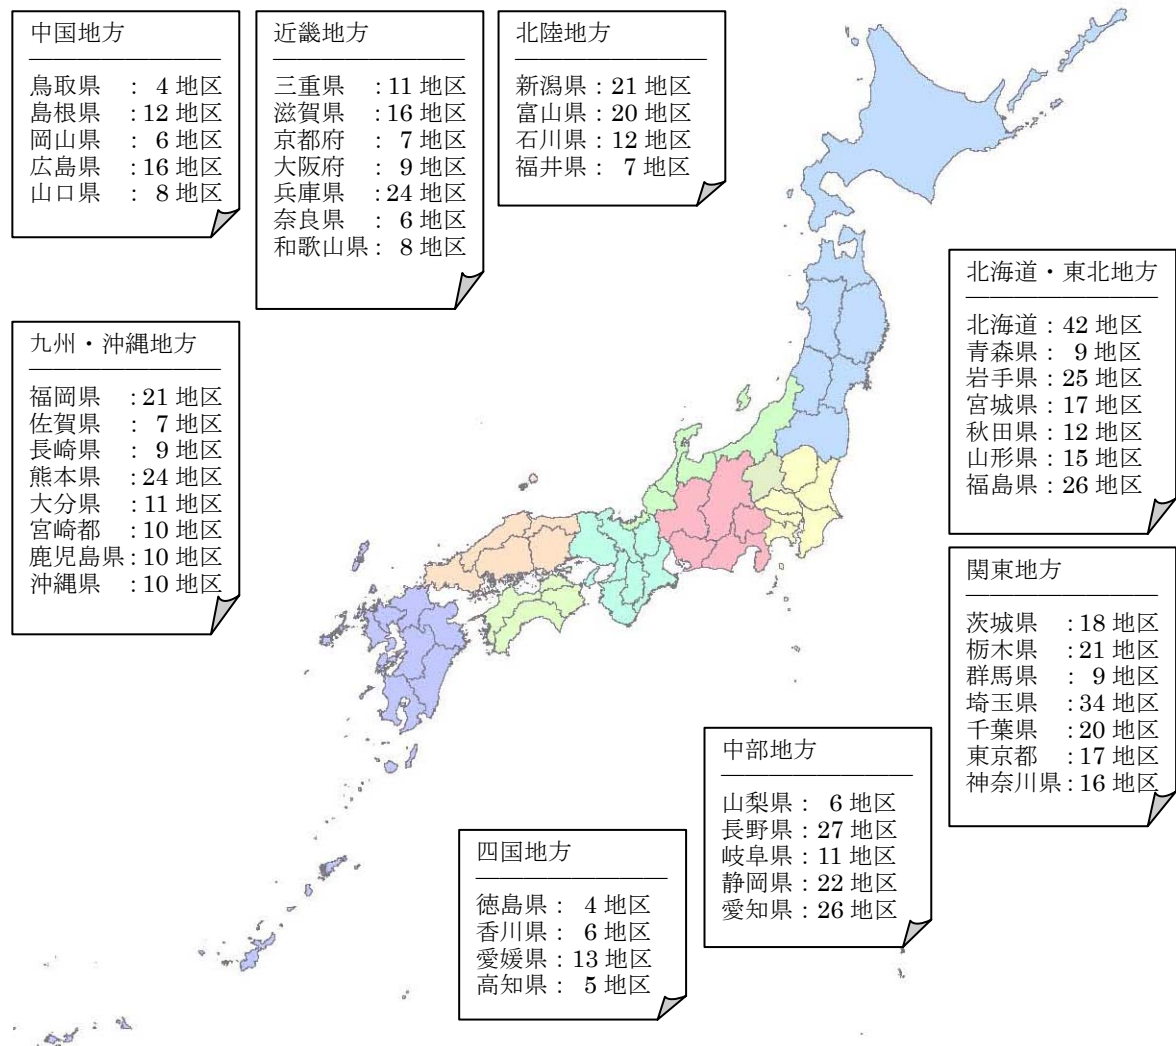 中国地方
鳥取県 : 4 地区
島根県 : 12 地区
岡山県 : 6 地区
広島県 : 16 地区
山口県 : 8 地区
近畿地方
三重県 : 11 地区
滋賀県 : 16 地区
京都府 : 7 地区
大阪府 : 9 地区
兵庫県 : 24 地区
奈良県 : 6 地区
和歌山県 : 8 地区
北陸地方
新潟県 : 21 地区
富山県 : 20 地区
石川県 : 12 地区
福井県 : 7 地区
北海道・東北地方
北海道 : 42 地区
青森県 : 9 地区
岩手県 : 25 地区
宮城県 : 17 地区
秋田県 : 12 地区
山形県 : 15 地区
福島県 : 26 地区
九州・沖縄地方
福岡県 : 21 地区
佐賀県 : 7 地区
長崎県 : 9 地区
熊本県 : 24 地区
大分県 : 11 地区
宮崎都 : 10 地区
鹿児島県 : 10 地区
沖縄県 : 10 地区
関東地方
茨城県 : 18 地区
栃木県 : 21 地区
群馬県 : 9 地区
埼玉県 : 34 地区
千葉県 : 20 地区
東京都 : 17 地区
神奈川県 : 16 地区
中部地方
山梨県 : 6 地区
長野県 : 27 地区
岐阜県 : 11 地区
静岡県 : 22 地区
愛知県 : 26 地区
四国地方
徳島県 : 4 地区
香川県 : 6 地区
愛媛県 : 13 地区
高知県 : 5 地区